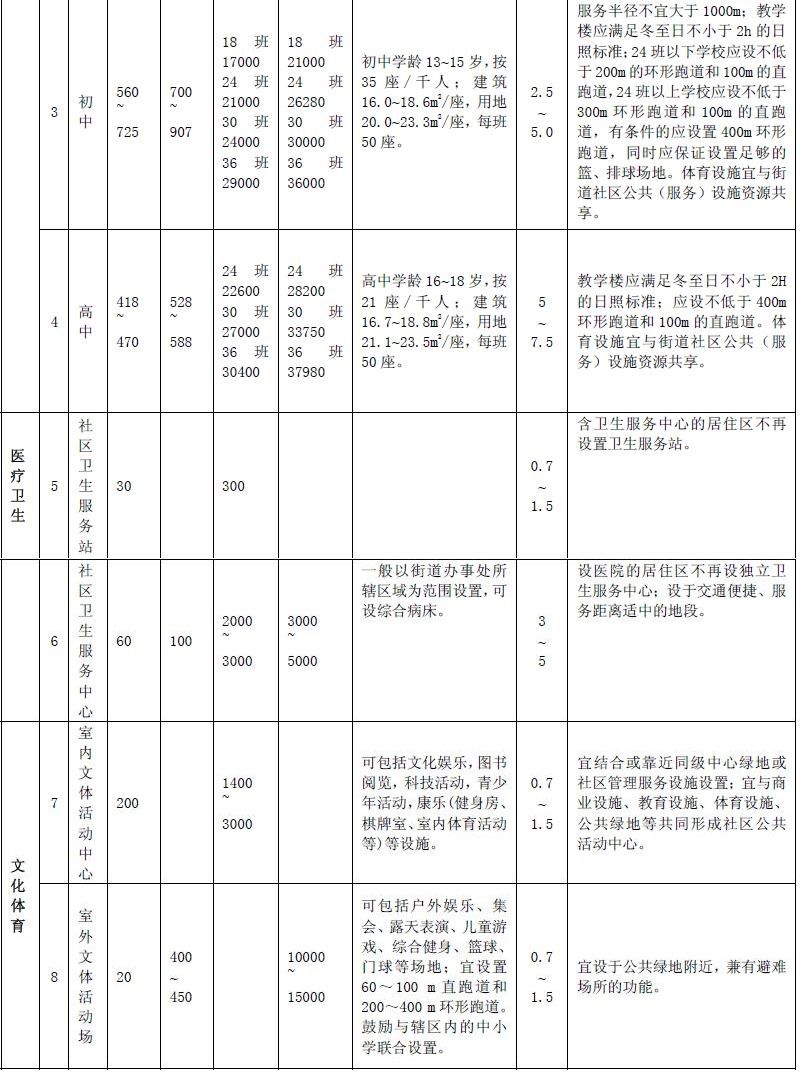 3
初
中
560
~
725
700
~
907
18 班
17000
24 班
21000
30 班
24000
36 班
29000
18 班
21000
24 班
26280
30 班
30000
36 班
36000
初中学龄 13~15 岁，按
35 座/千人；建筑
16.0~18.6m²/座，用地
20.0~23.3m²/座，每班
50 座。
2.5
~
5.0
服务半径不宜大于 1000m；教学
楼应满足冬至日不小于 2h 的日
照标准；24 班以下学校应设不低
于 200m 的环形跑道和 100m 的直
跑道，24 班以上学校应设不低于
300m 环形跑道和 100m 的直跑
道，有条件的应设置 400m 环形
跑道，同时应保证设置足够的
篮、排球场地。体育设施宜与街
道社区公共（服务）设施资源共
享。
4
高
中
418
~
470
528
~
588
24 班
22600
30 班
27000
36 班
30400
24 班
28200
30 班
33750
36 班
37980
高中学龄 16~18 岁，按
21 座/千人；建筑
16.7~18.8m²/座，用地
21.1~23.5m²/座，每班
50 座。
5
~
7.5
教学楼应满足冬至日不小于 2H
的日照标准；应设不低于 400m
环形跑道和 100m 的直跑道。体
育设施宜与街道社区公共（服
务）设施资源共享。
医
疗
卫
生
5
社
区
卫
生
服
务
站
30
300
0.7
~
1.5
含卫生服务中心的居住区不再
设置卫生服务站。
6
社
区
卫
生
服
务
中
心
60
100
2000
~
3000
3000
~
5000
一般以街道办事处所
辖区域为范围设置，可
设综合病床。
3
~
5
设医院的居住区不再设独立卫
生服务中心；设于交通便捷、服
务距离适中的地段。
文
化
体
育
7
室
内
文
体
活
动
中
心
200
1400
~
3000
可包括文化娱乐，图书
阅览，科技活动，青少
年活动，康乐(健身房、
棋牌室、室内体育活动
等)等设施。
0.7
~
1.5
宜结合或靠近同级中心绿地或
社区管理服务设施设置；宜与商
业设施、教育设施、体育设施、
公共绿地等共同形成社区公共
活动中心。
8
室
外
文
体
活
动
场
20
400
~
450
10000
~
15000
可包括户外娱乐、集
会、露天表演、儿童游
戏、综合健身、篮球、
门球等场地；宜设置
60～100 m 直跑道和
200～400 m 环形跑道。
鼓励与辖区内的中小
学联合设置。
0.7
~
1.5
宜设于公共绿地附近，兼有避难
场所的功能。